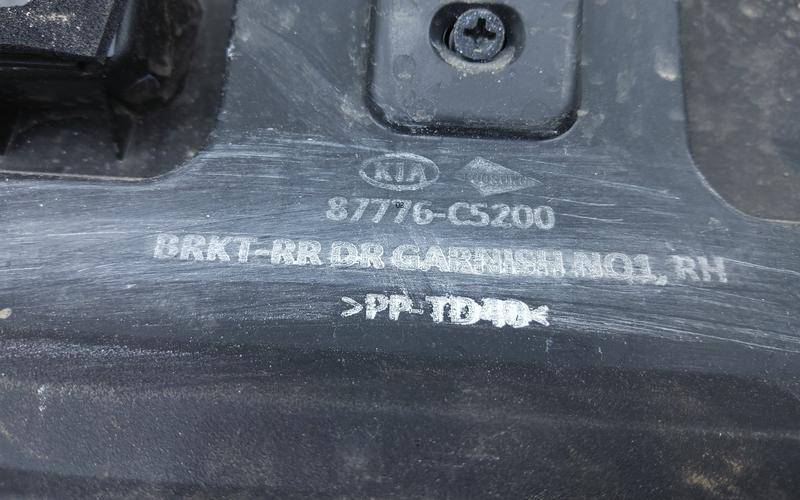 KIA
87776-C5200
BRKT-RR DR GARNISH NO1, RH
>PP-TD40<